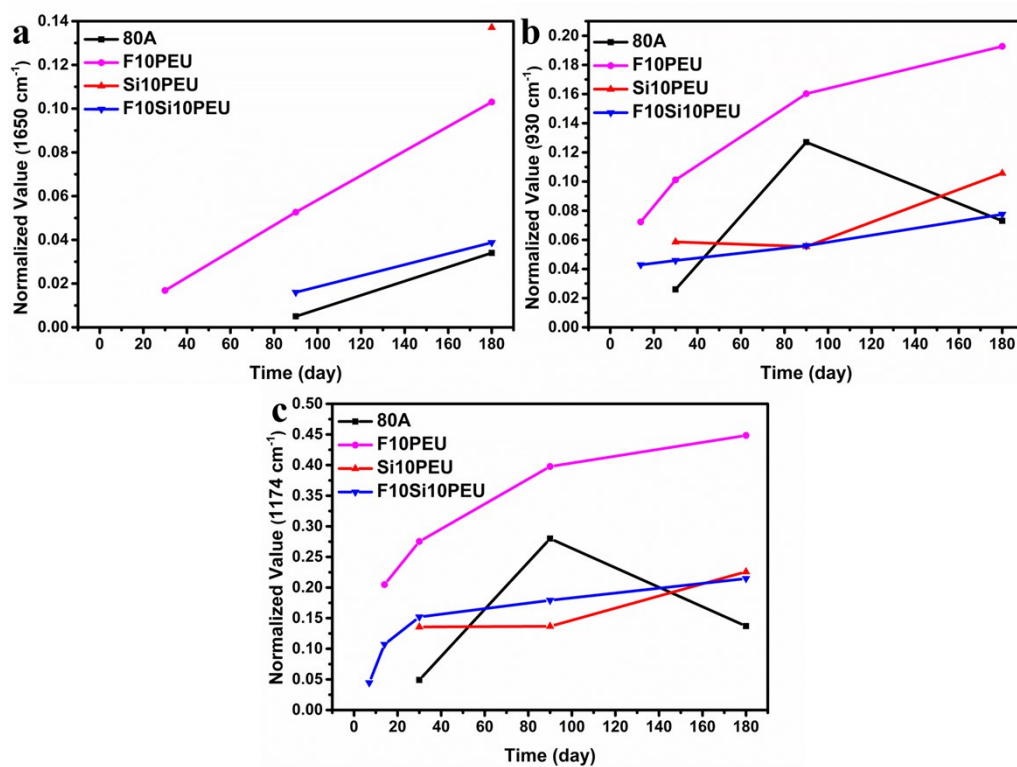 a
80A
F10PEU
Si10PEU
F10Si10PEU
Normalized Value (1650 cm⁻¹)
0.14
0.12
0.10
0.08
0.06
0.04
0.02
0.00
0 20 40 60 80 100 120 140 160 180
Time (day)
b
80A
F10PEU
Si10PEU
F10Si10PEU
Normalized Value (930 cm⁻¹)
0.20
0.18
0.16
0.14
0.12
0.10
0.08
0.06
0.04
0.02
0.00
0 20 40 60 80 100 120 140 160 180
Time (day)
c
80A
F10PEU
Si10PEU
F10Si10PEU
Normalized Value (1174 cm⁻¹)
0.50
0.45
0.40
0.35
0.30
0.25
0.20
0.15
0.10
0.05
0.00
0 20 40 60 80 100 120 140 160 180
Time (day)